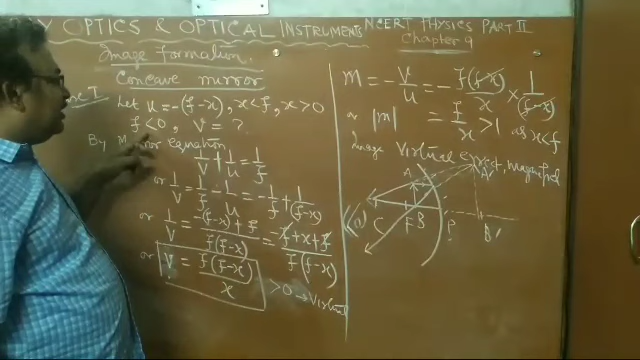 Y OPTICS & OPTICAL INSTRUMENTS NCERT PHYSICS PART II
Chapter 9
Image Formation.
Concave mirror
I Let u = -(f-x), x<f, x>0
f<0, v = ?
By Mirror equation
1/v + 1/u = 1/f
or 1/v = 1/f - 1/u = -1/f + 1/(f-x)
or 1/v = -(f-x)+f / f(f-x) = -f+x+f / f(f-x)
or v = f(f-x) / x >0 → Virtual
m = -v/u = - f(f-x)/x × 1/(f-x)
or |m| = f/x >1 as x<f
Image Virtual Erect, Magnified
A A'
(a) C F B P B'